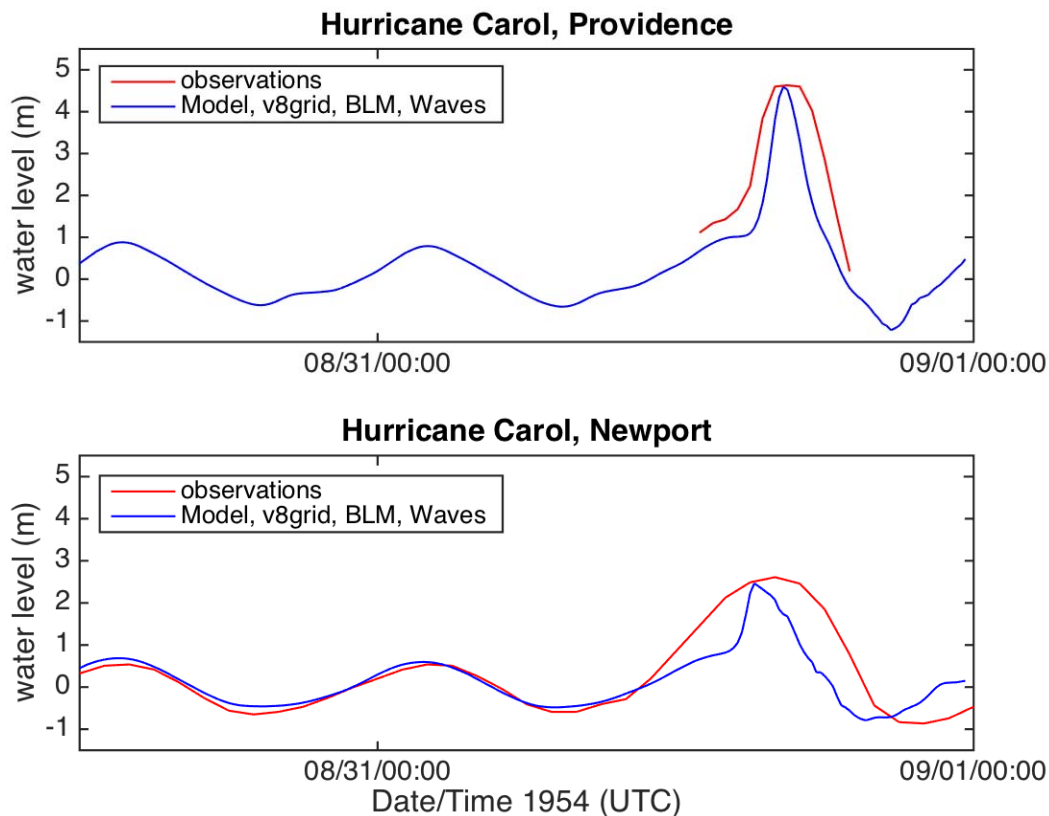 Hurricane Carol, Providence
water level (m)
5
4
3
2
1
0
-1
observations
Model, v8grid, BLM, Waves
08/31/00:00
09/01/00:00
Hurricane Carol, Newport
water level (m)
5
4
3
2
1
0
-1
observations
Model, v8grid, BLM, Waves
08/31/00:00
09/01/00:00
Date/Time 1954 (UTC)